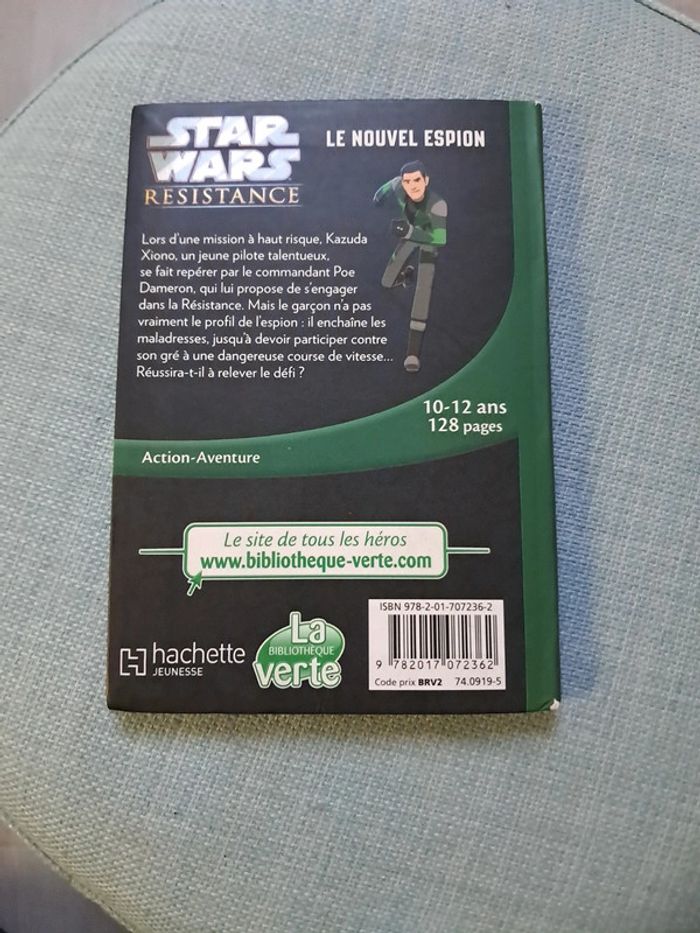 STAR
WARS
RESISTANCE
LE NOUVEL ESPION
Lors d'une mission à haut risque, Kazuda
Xiono, un jeune pilote talentueux,
se fait repérer par le commandant Poe
Dameron, qui lui propose de s'engager
dans la Résistance. Mais le garçon n'a pas
vraiment le profil de l'espion : il enchaîne les
maladresses, jusqu'à devoir participer contre
son gré à une dangereuse course de vitesse...
Réussira-t-il à relever le défi ?
10-12 ans
128 pages
Action-Aventure
Le site de tous les héros
www.bibliotheque-verte.com
hachette
JEUNESSE
La
BIBLIOTHÈQUE
verte
ISBN 978-2-01-707236-2
9 782017 072362
Code prix BRV2 74.0919-5